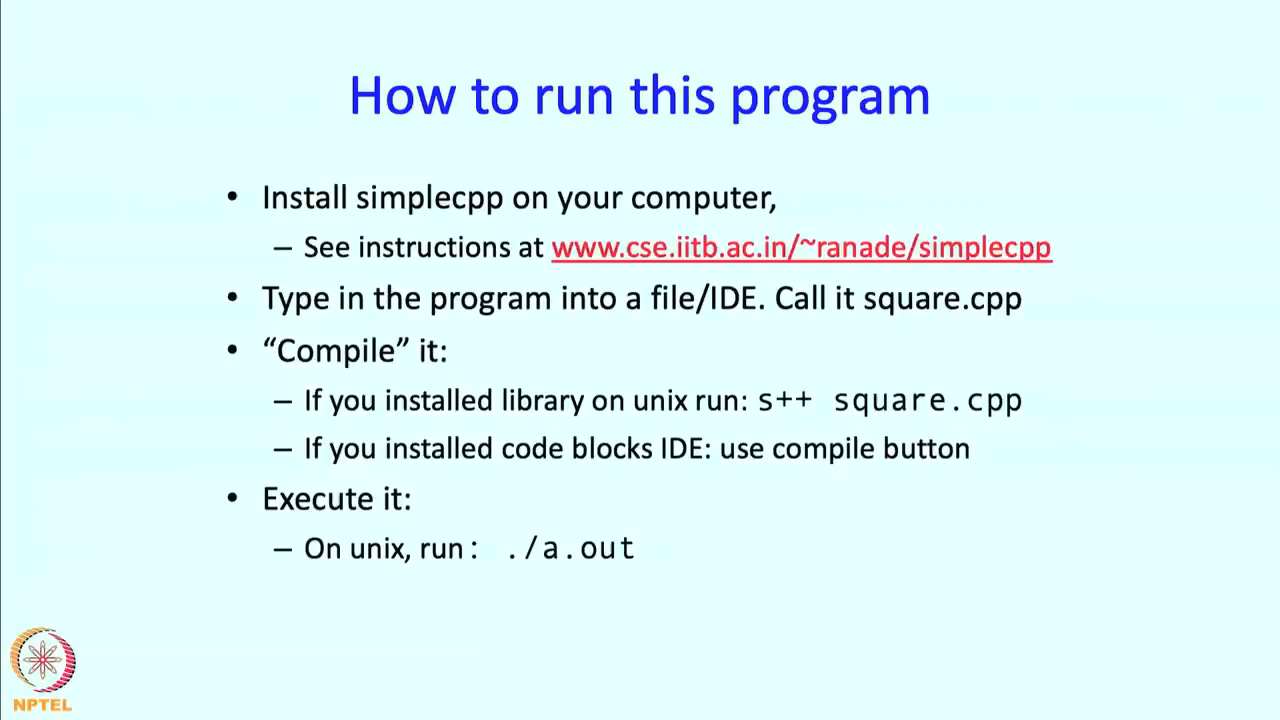 How to run this program
• Install simplecpp on your computer,
– See instructions at www.cse.iitb.ac.in/~ranade/simplecpp
• Type in the program into a file/IDE. Call it square.cpp
• “Compile” it:
– If you installed library on unix run: s++ square.cpp
– If you installed code blocks IDE: use compile button
• Execute it:
– On unix, run: ./a.out
NPTEL